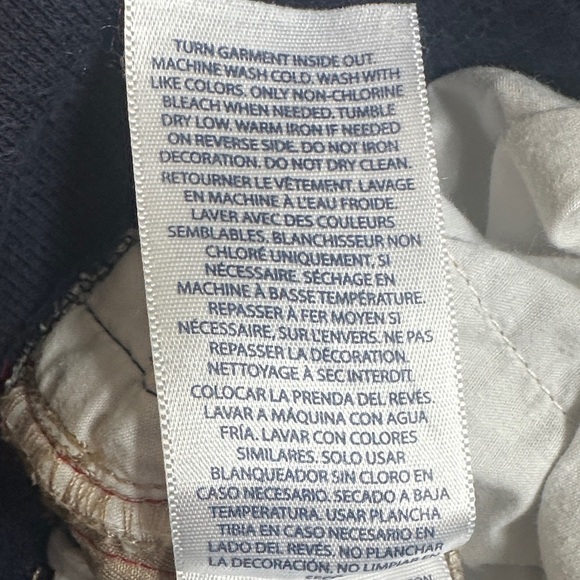 TURN GARMENT INSIDE OUT.
MACHINE WASH COLD. WASH WITH
LIKE COLORS. ONLY NON-CHLORINE
BLEACH WHEN NEEDED. TUMBLE
DRY LOW. WARM IRON IF NEEDED
ON REVERSE SIDE. DO NOT IRON
DECORATION. DO NOT DRY CLEAN.
RETOURNER LE VÊTEMENT. LAVAGE
EN MACHINE À L'EAU FROIDE.
LAVER AVEC DES COULEURS
SEMBLABLES. BLANCHISSEUR NON
CHLORÉ UNIQUEMENT, SI
NÉCESSAIRE. SÉCHAGE EN
MACHINE À BASSE TEMPÉRATURE.
REPASSER À FER MOYEN SI
NÉCESSAIRE, SUR L'ENVERS. NE PAS
REPASSER LA DÉCORATION.
NETTOYAGE À SEC INTERDIT.
COLOCAR LA PRENDA DEL REVÉS.
LAVAR A MÁQUINA CON AGUA
FRÍA. LAVAR CON COLORES
SIMILARES. SOLO USAR
BLANQUEADOR SIN CLORO EN
CASO NECESARIO. SECADO A BAJA
TEMPERATURA. USAR PLANCHA
TIBIA EN CASO NECESARIO EN
LADO DEL REVÉS. NO PLANCHAR
LA DECORACIÓN. NO LIMPIAR